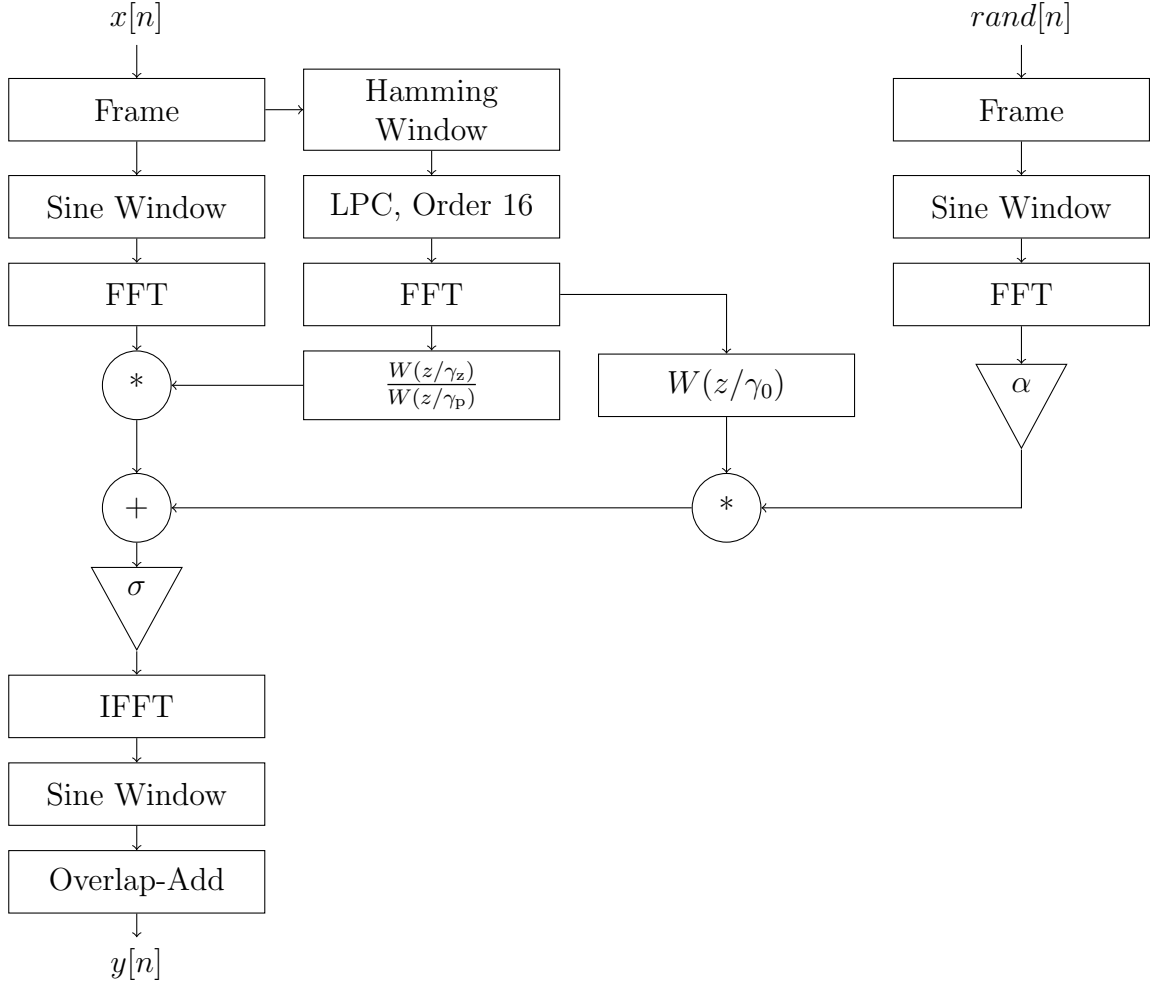 x[n]
rand[n]
Frame
Hamming
Window
Frame
Sine Window
LPC, Order 16
Sine Window
FFT
FFT
FFT
*
W(z/γz)
W(z/γp)
W(z/γ0)
α
+
*
σ
IFFT
Sine Window
Overlap-Add
y[n]